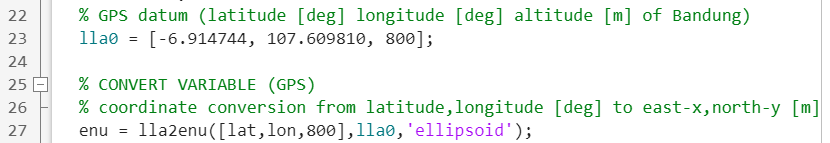 22 % GPS datum (latitude [deg] longitude [deg] altitude [m] of Bandung)
23 lla0 = [-6.914744, 107.609810, 800];
24
25 % CONVERT VARIABLE (GPS)
26 % coordinate conversion from latitude,longitude [deg] to east-x,north-y [m]
27 enu = lla2enu([lat,lon,800],lla0,'ellipsoid');